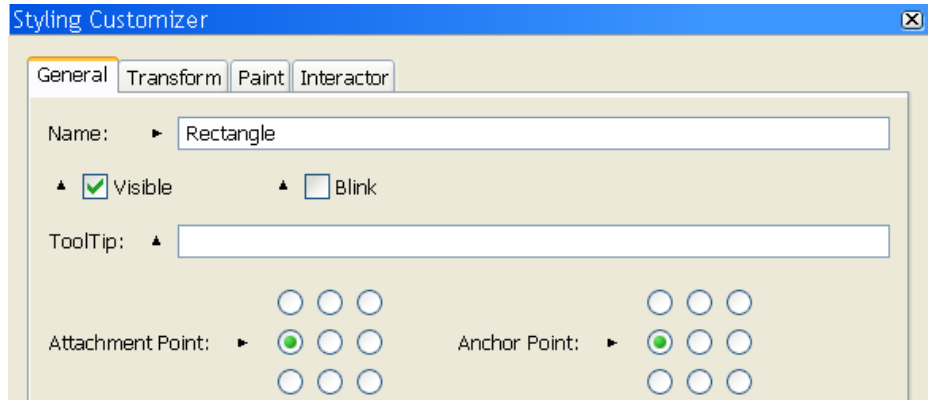 Styling Customizer
General Transform Paint Interactor
Name: Rectangle
Visible Blink
ToolTip:
Attachment Point: Anchor Point: